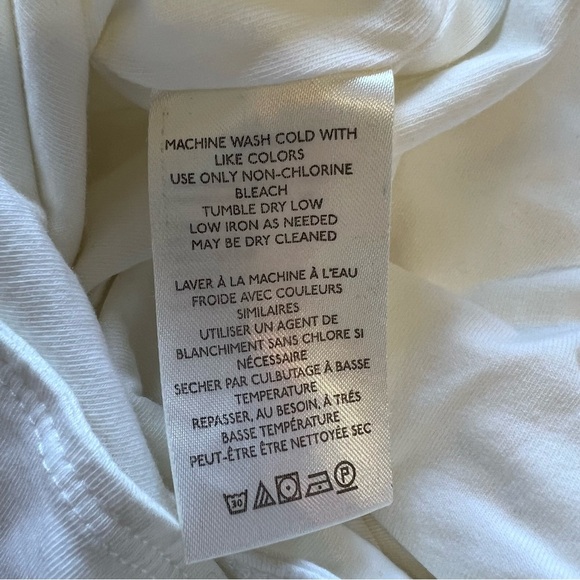 MACHINE WASH COLD WITH
LIKE COLORS
USE ONLY NON-CHLORINE
BLEACH
TUMBLE DRY LOW
LOW IRON AS NEEDED
MAY BE DRY CLEANED
LAVER À LA MACHINE À L'EAU
FROIDE AVEC COULEURS
SIMILAIRES
UTILISER UN AGENT DE
BLANCHIMENT SANS CHLORE SI
NÉCESSAIRE
SECHER PAR CULBUTAGE À BASSE
TEMPERATURE
REPASSER, AU BESOIN, À TRÉS
BASSE TEMPÉRATURE
PEUT-ÊTRE ÊTRE NETTOYÉE SEC
30 P